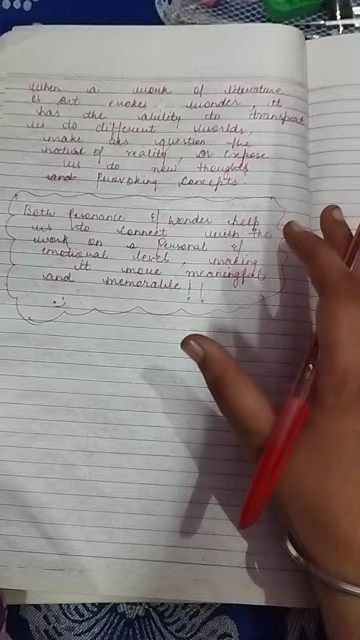 when a work of literature
or art evokes wonder, it
has the ability to transport
us to different worlds,
make us question the
nature of reality, or expose
us to new thoughts
and provoking concepts.
Both resonance & wonder help
us to connect with the
work on a personal &
emotional level, making
it more meaningful
and memorable!!